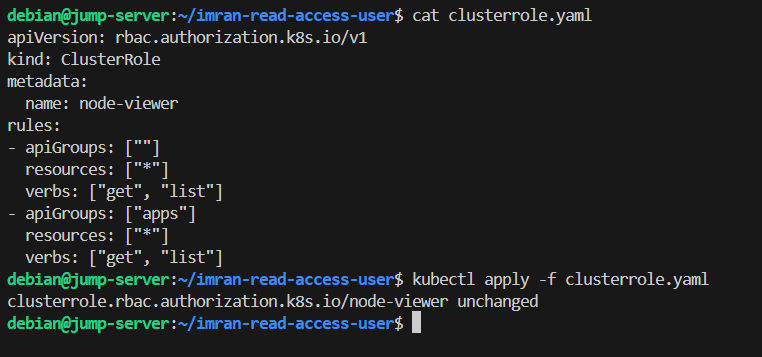 debian@jump-server:~/imran-read-access-user$ cat clusterrole.yaml
apiVersion: rbac.authorization.k8s.io/v1
kind: ClusterRole
metadata:
  name: node-viewer
rules:
- apiGroups: [""]
  resources: ["*"]
  verbs: ["get", "list"]
- apiGroups: ["apps"]
  resources: ["*"]
  verbs: ["get", "list"]
debian@jump-server:~/imran-read-access-user$ kubectl apply -f clusterrole.yaml
clusterrole.rbac.authorization.k8s.io/node-viewer unchanged
debian@jump-server:~/imran-read-access-user$